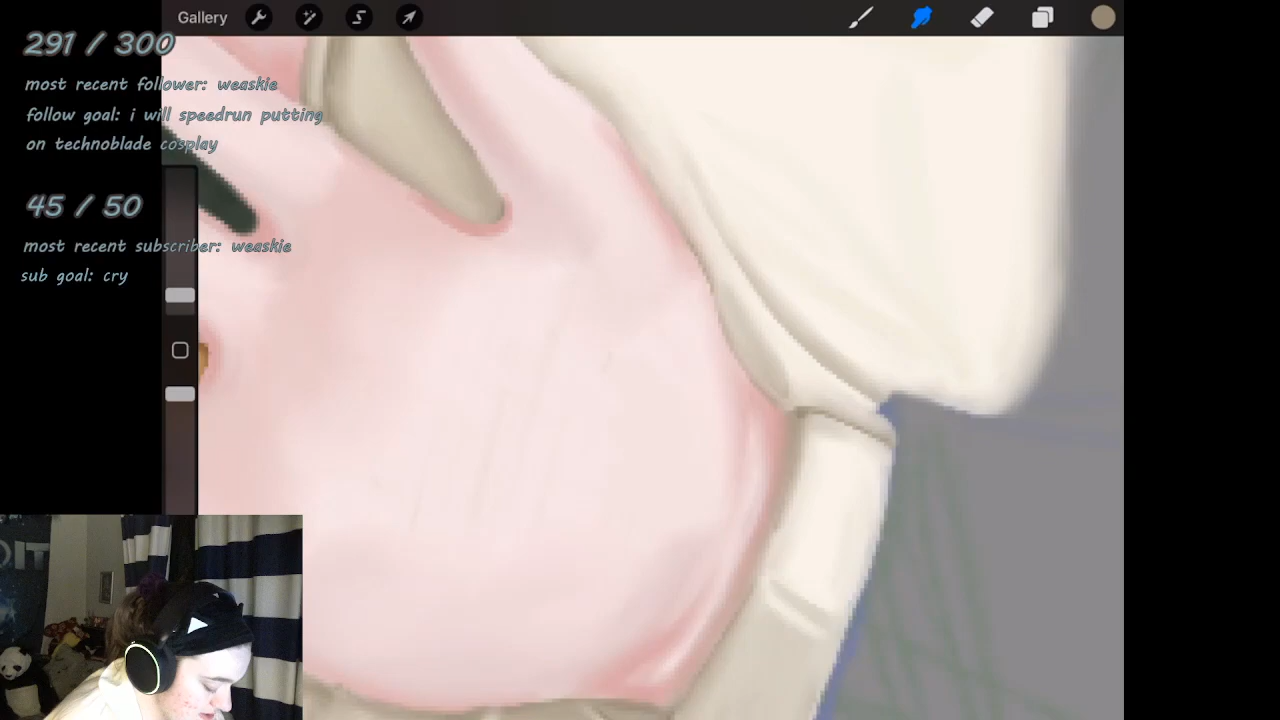 Gallery
291 / 300
most recent follower: weaskie
follow goal: i will speedrun putting
on technoblade cosplay
45 / 50
most recent subscriber: weaskie
sub goal: cry